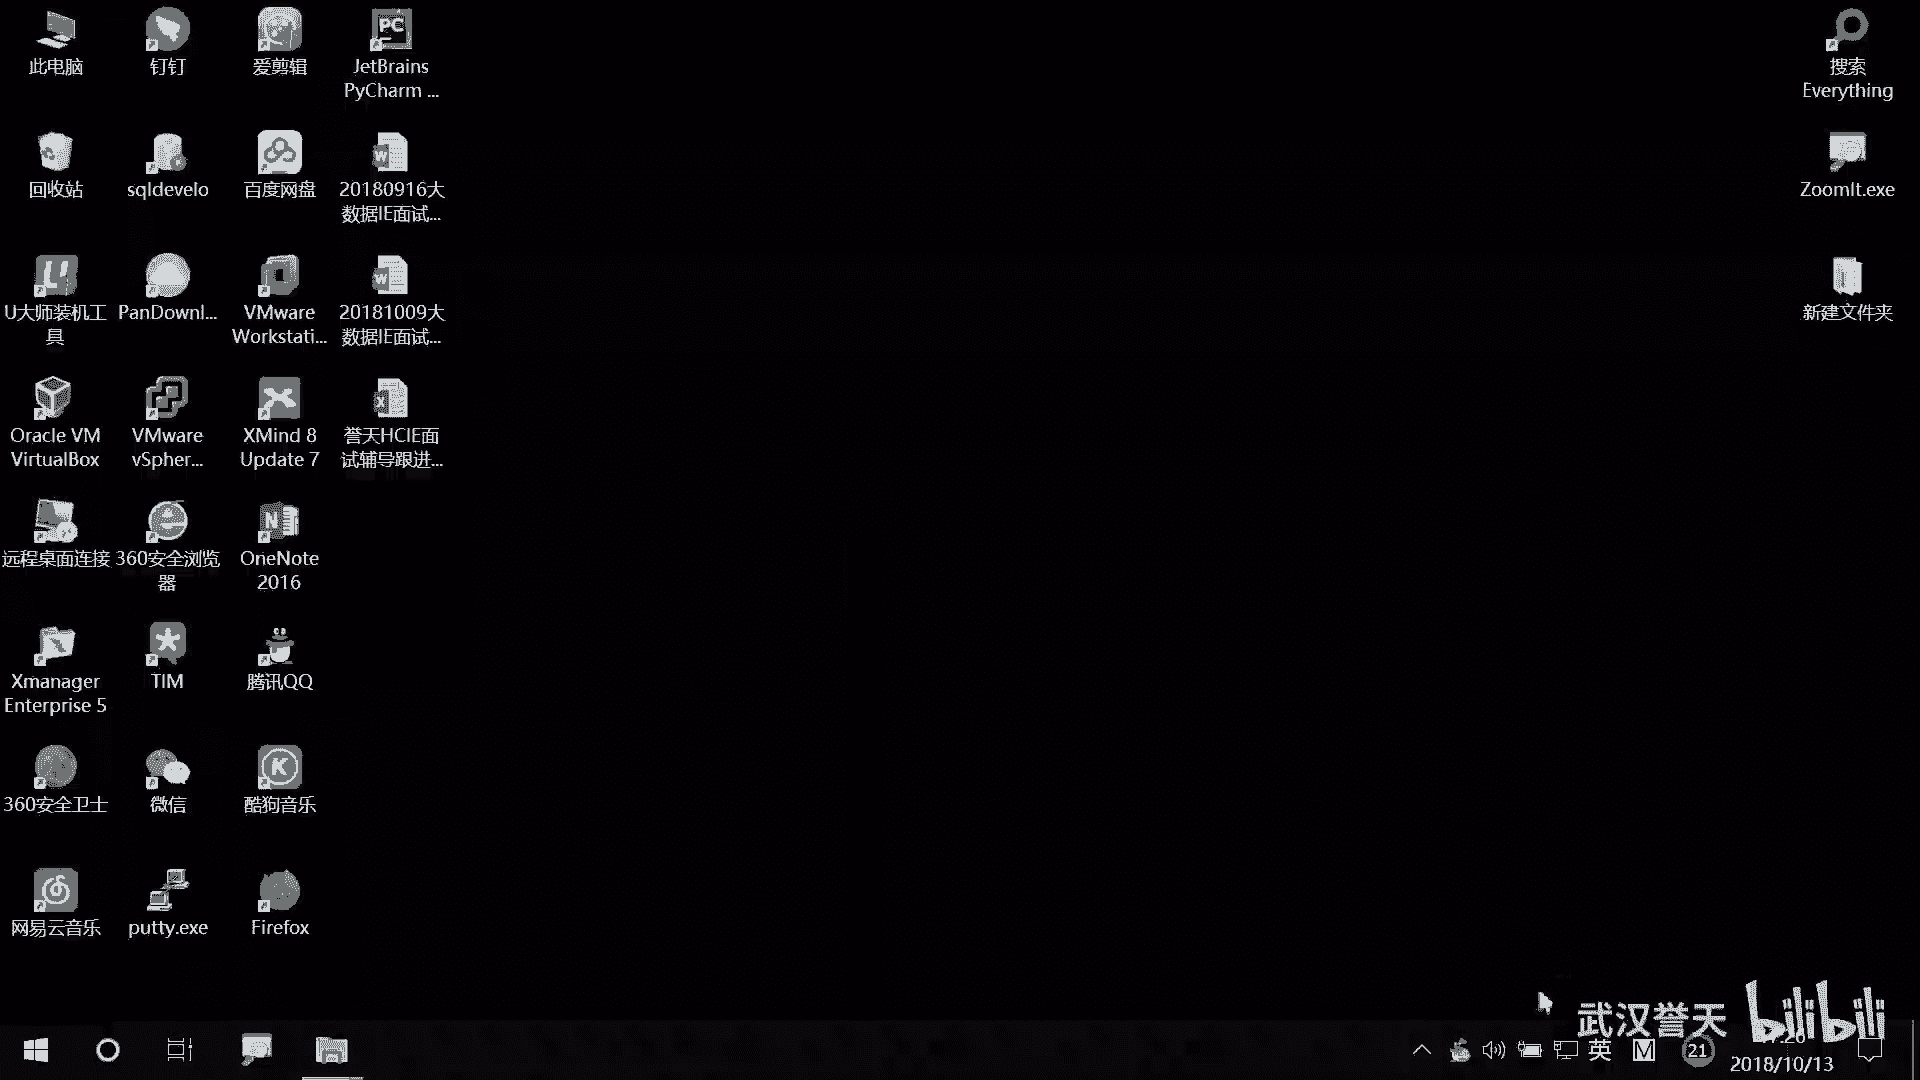 此电脑
钉钉
爱剪辑
JetBrains
PyCharm ...
搜索
Everything
回收站
sqldevelo
百度网盘
20180916大
数据IE面试...
ZoomIt.exe
U大师装机工
具
PanDownl...
VMware
Workstati...
20181009大
数据IE面试...
新建文件夹
Oracle VM
VirtualBox
VMware
vSpher...
XMind 8
Update 7
誉天HCIE面
试辅导跟进...
远程桌面连接
360安全浏览
器
OneNote
2016
Xmanager
Enterprise 5
TIM
腾讯QQ
360安全卫士
微信
酷狗音乐
网易云音乐
putty.exe
Firefox
武汉誉天
bilibili
英
M
21
2018/10/13